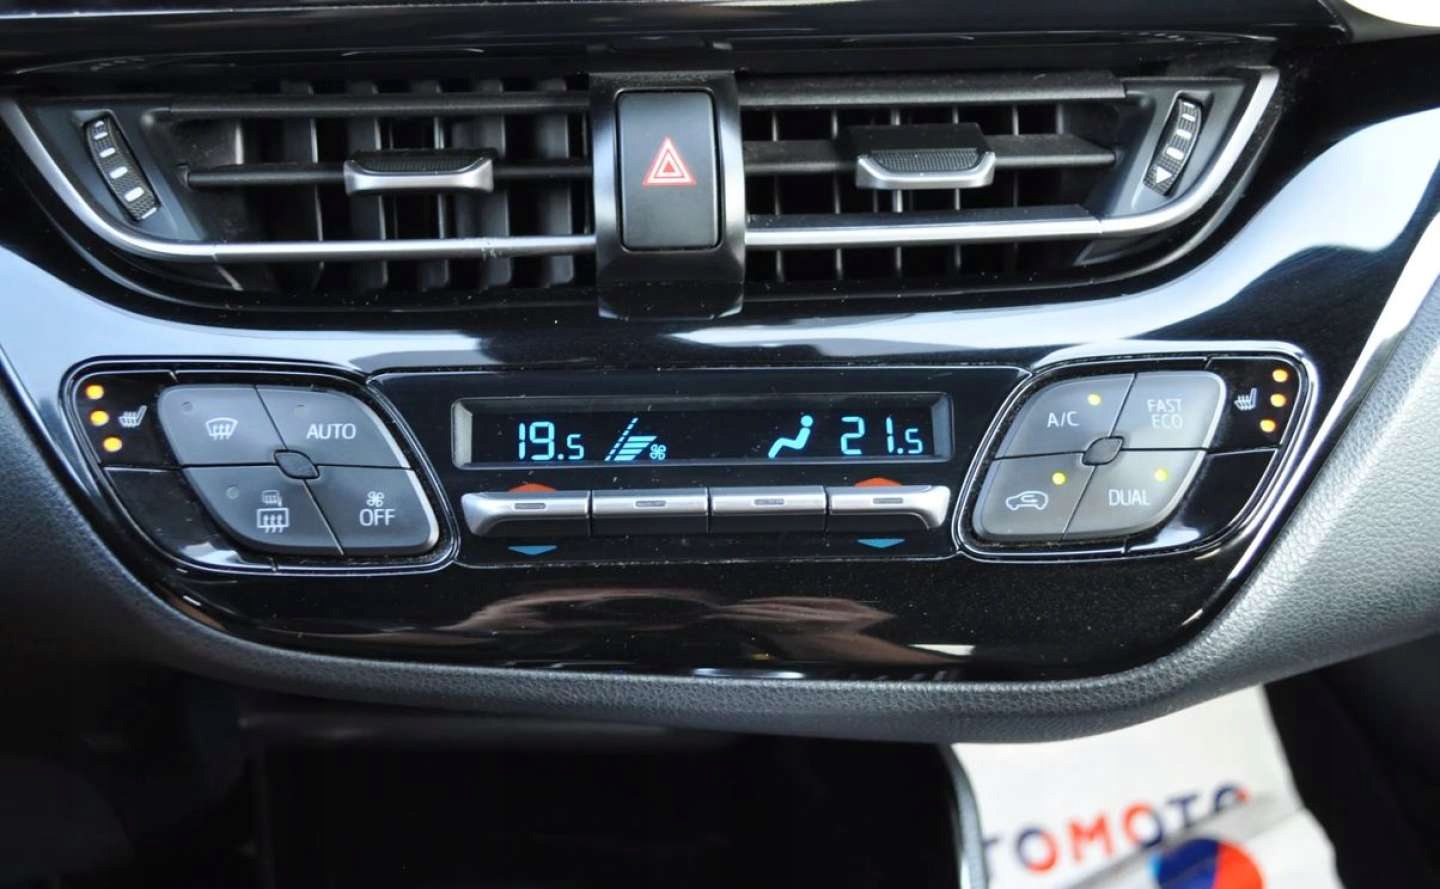 AUTO
OFF
19.5
21.5
A/C
FAST
ECO
DUAL
TOMOTO